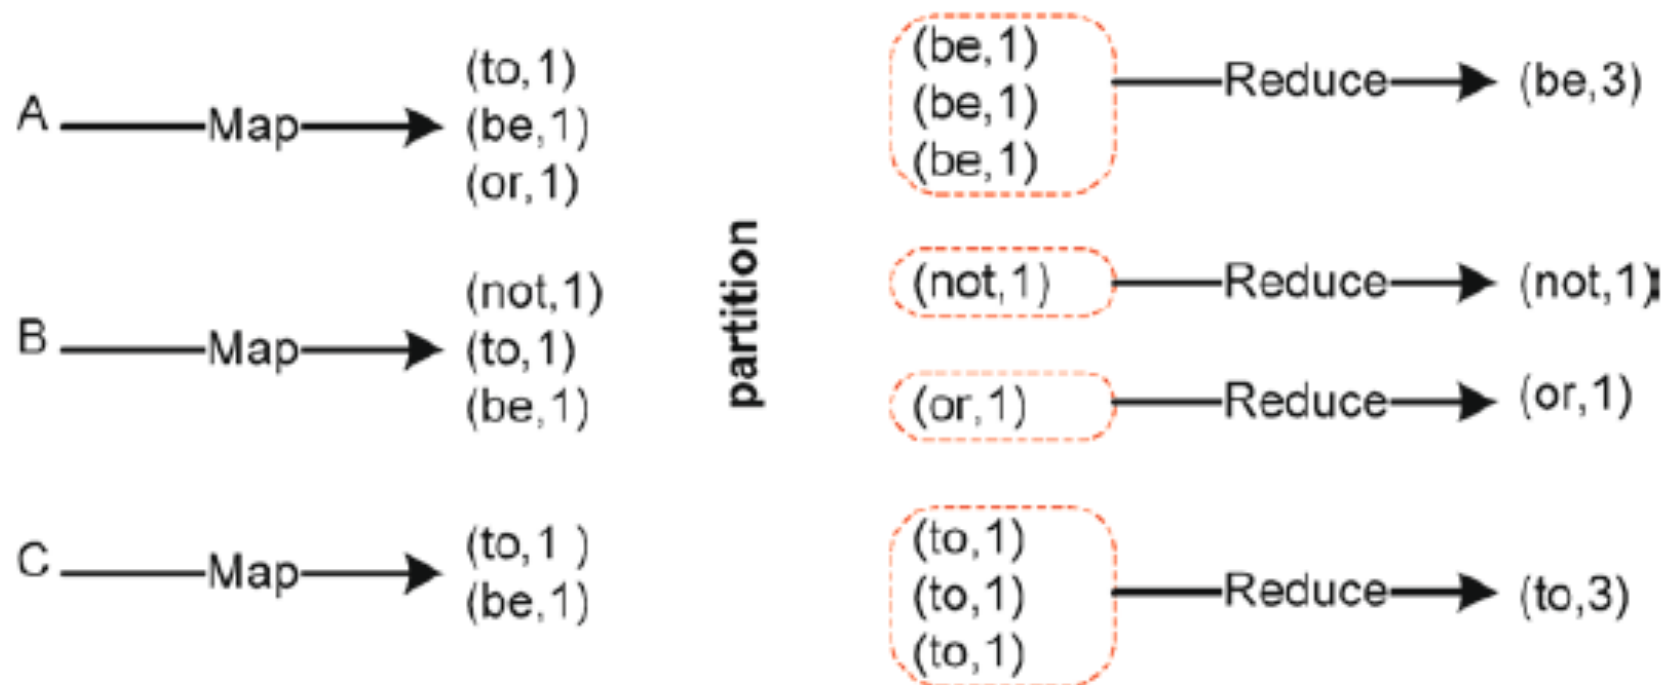 A Map (to,1)
(be,1)
(or,1)
B Map (not,1)
(to,1)
(be,1)
C Map (to,1 )
(be,1)
partition
(be,1)
(be,1)
(be,1)
Reduce (be,3)
(not,1) Reduce (not,1)
(or,1) Reduce (or,1)
(to,1)
(to,1)
(to,1)
Reduce (to,3)